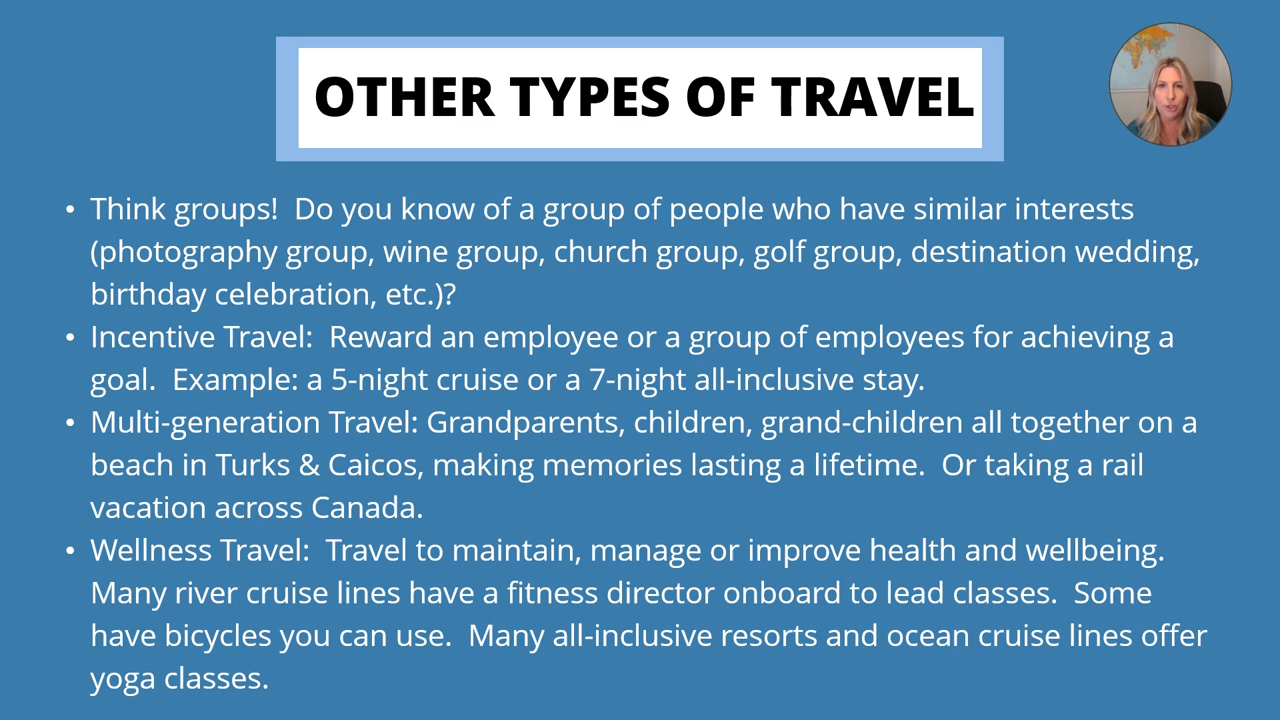 OTHER TYPES OF TRAVEL
• Think groups!  Do you know of a group of people who have similar interests
(photography group, wine group, church group, golf group, destination wedding,
birthday celebration, etc.)?
• Incentive Travel:  Reward an employee or a group of employees for achieving a
goal.  Example: a 5-night cruise or a 7-night all-inclusive stay.
• Multi-generation Travel: Grandparents, children, grand-children all together on a
beach in Turks & Caicos, making memories lasting a lifetime.  Or taking a rail
vacation across Canada.
• Wellness Travel:  Travel to maintain, manage or improve health and wellbeing.
Many river cruise lines have a fitness director onboard to lead classes.  Some
have bicycles you can use.  Many all-inclusive resorts and ocean cruise lines offer
yoga classes.